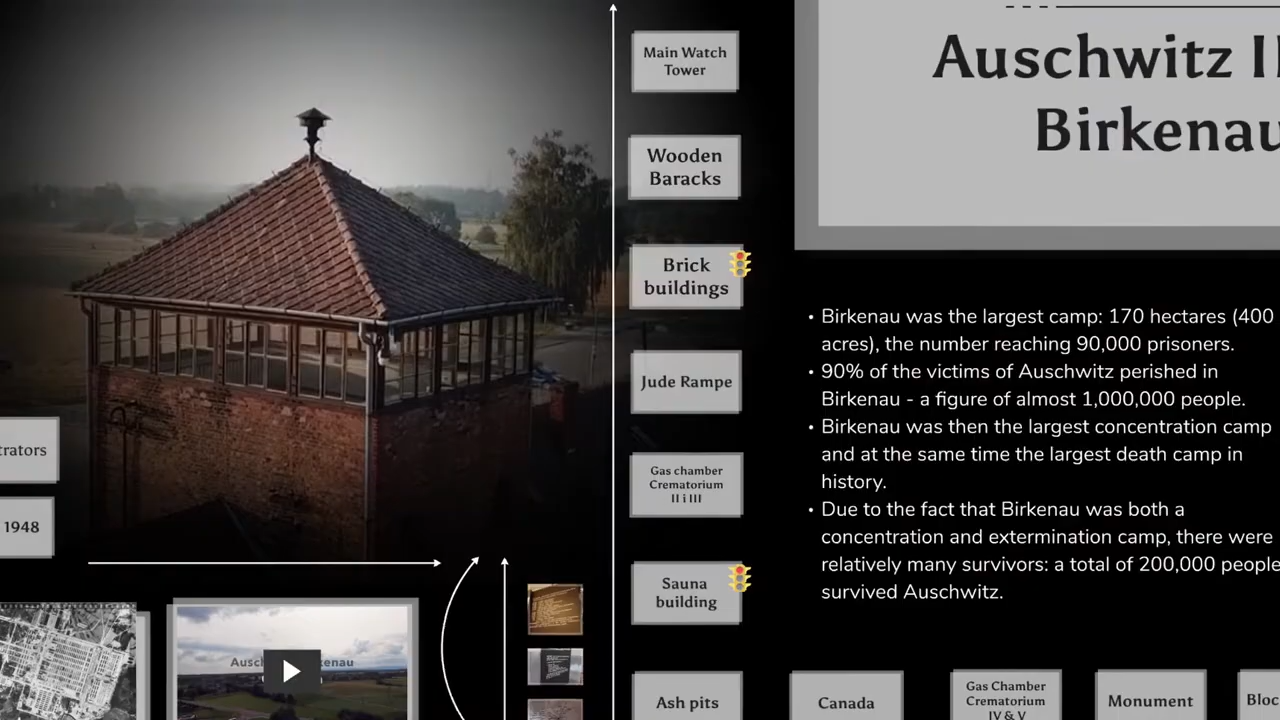 Main Watch
Tower
Wooden
Baracks
Brick
buildings
Jude Rampe
Gas chamber
Crematorium
II i III
Sauna
building
Ash pits
Canada
Gas Chamber
Crematorium
IV & V
Monument
Auschwitz II
Birkenau
• Birkenau was the largest camp: 170 hectares (400
acres), the number reaching 90,000 prisoners.
• 90% of the victims of Auschwitz perished in
Birkenau - a figure of almost 1,000,000 people.
• Birkenau was then the largest concentration camp
and at the same time the largest death camp in
history.
• Due to the fact that Birkenau was both a
concentration and extermination camp, there were
relatively many survivors: a total of 200,000 people
survived Auschwitz.
trators
1948